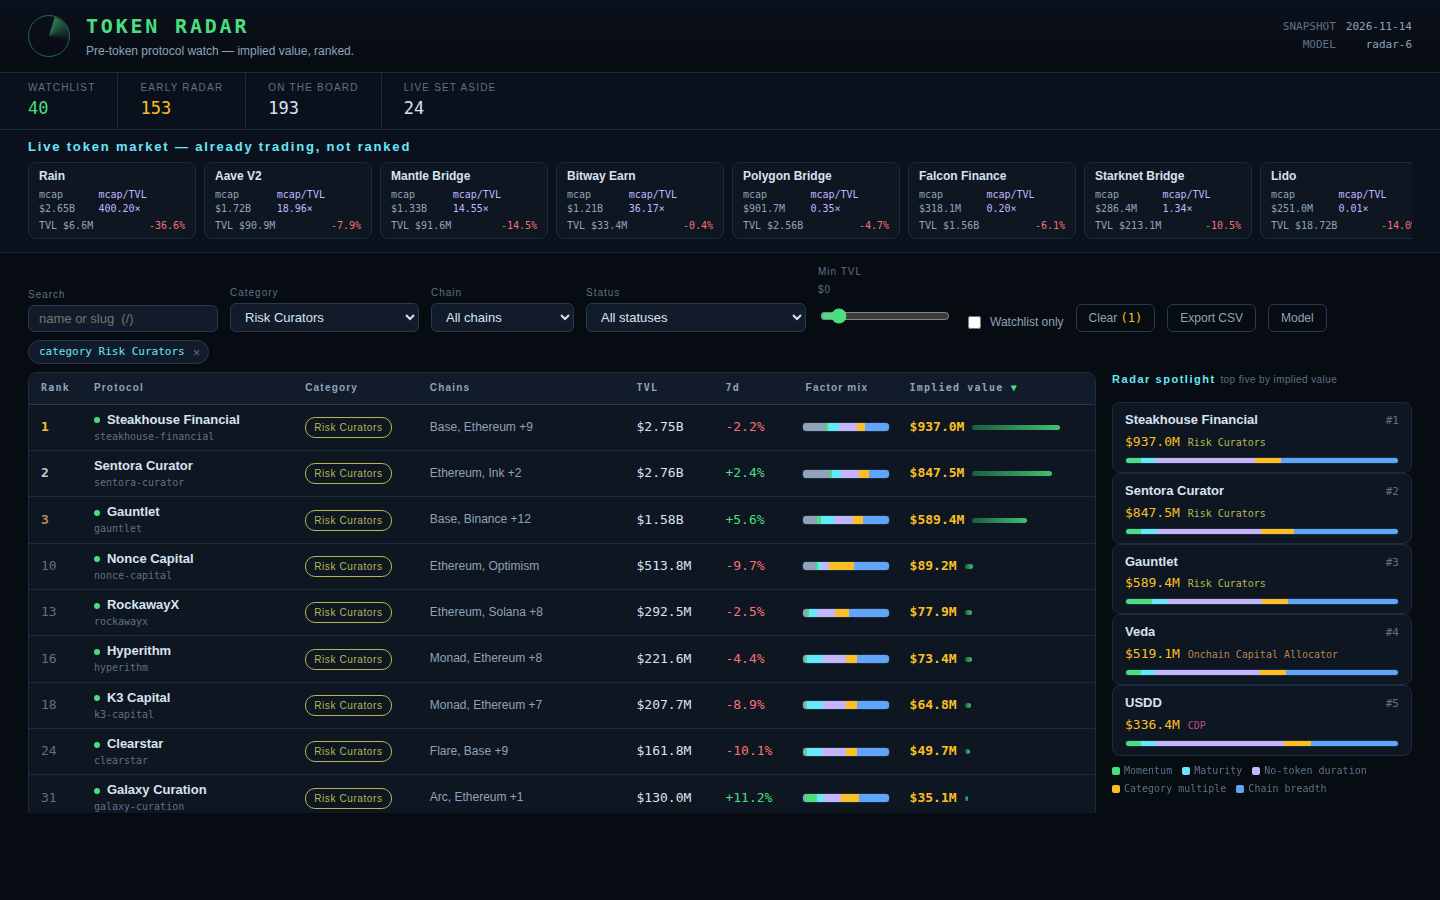 TOKEN RADAR
Pre-token protocol watch — implied value, ranked.
SNAPSHOT 2026-11-14
MODEL radar-6
WATCHLIST
40
EARLY RADAR
153
ON THE BOARD
193
LIVE SET ASIDE
24
Live token market — already trading, not ranked
Rain
mcap mcap/TVL
$2.65B 400.20×
TVL $6.6M -36.6%
Aave V2
mcap mcap/TVL
$1.72B 18.96×
TVL $90.9M -7.9%
Mantle Bridge
mcap mcap/TVL
$1.33B 14.55×
TVL $91.6M -14.5%
Bitway Earn
mcap mcap/TVL
$1.21B 36.17×
TVL $33.4M -0.4%
Polygon Bridge
mcap mcap/TVL
$901.7M 0.35×
TVL $2.56B -4.7%
Falcon Finance
mcap mcap/TVL
$318.1M 0.20×
TVL $1.56B -6.1%
Starknet Bridge
mcap mcap/TVL
$286.4M 1.34×
TVL $213.1M -10.5%
Lido
mcap mcap/TVL
$251.0M 0.01×
TVL $18.72B -14.0
Search
name or slug (/)
Category
Risk Curators
Chain
All chains
Status
All statuses
Min TVL
$0
Watchlist only
Clear (1)
Export CSV
Model
category Risk Curators ×
Rank Protocol Category Chains TVL 7d Factor mix Implied value ▼
1 Steakhouse Financial Risk Curators Base, Ethereum +9 $2.75B -2.2% $937.0M
steakhouse-financial
2 Sentora Curator Risk Curators Ethereum, Ink +2 $2.76B +2.4% $847.5M
sentora-curator
3 Gauntlet Risk Curators Base, Binance +12 $1.58B +5.6% $589.4M
gauntlet
10 Nonce Capital Risk Curators Ethereum, Optimism $513.8M -9.7% $89.2M
nonce-capital
13 RockawayX Risk Curators Ethereum, Solana +8 $292.5M -2.5% $77.9M
rockawayx
16 Hyperithm Risk Curators Monad, Ethereum +8 $221.6M -4.4% $73.4M
hyperithm
18 K3 Capital Risk Curators Monad, Ethereum +7 $207.7M -8.9% $64.8M
k3-capital
24 Clearstar Risk Curators Flare, Base +9 $161.8M -10.1% $49.7M
clearstar
31 Galaxy Curation Risk Curators Arc, Ethereum +1 $130.0M +11.2% $35.1M
galaxy-curation
Radar spotlight top five by implied value
Steakhouse Financial #1
$937.0M Risk Curators
Sentora Curator #2
$847.5M Risk Curators
Gauntlet #3
$589.4M Risk Curators
Veda #4
$519.1M Onchain Capital Allocator
USDD #5
$336.4M CDP
Momentum Maturity No-token duration
Category multiple Chain breadth